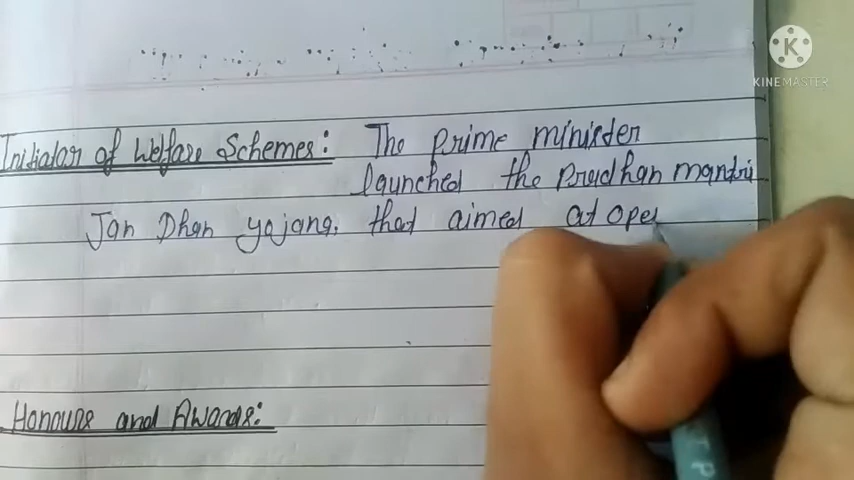 K
KINEMASTER
Initiator of Welfare Schemes: The prime minister
launched the Pradhan mantri
Jan Dhan yojana. that aimed at ope
Honours and Awards: